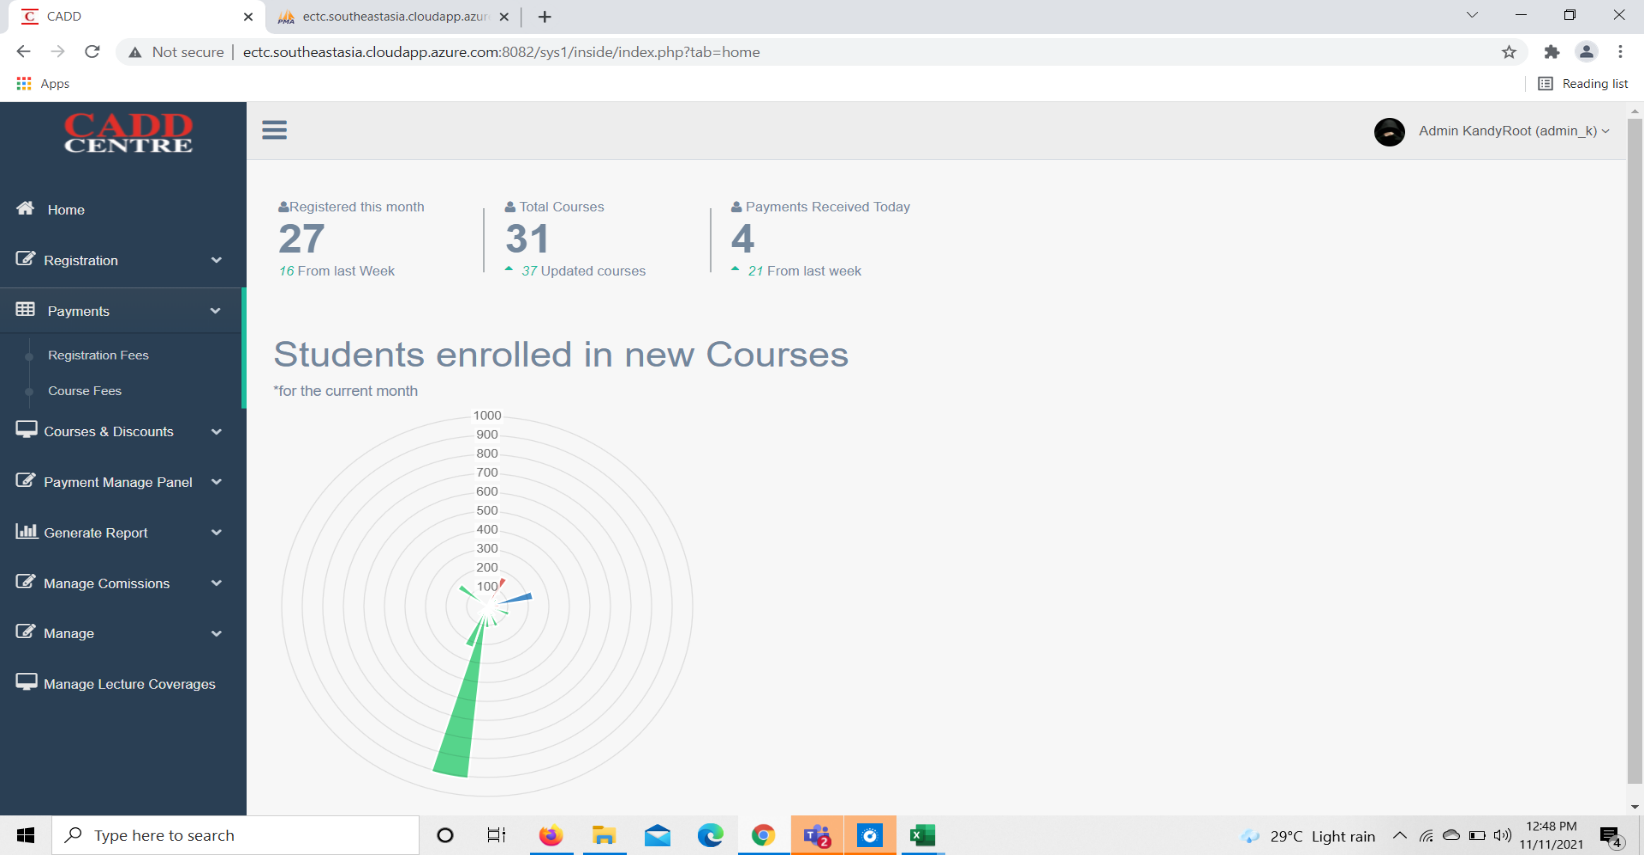 CADD
ectc.southeastasia.cloudapp.azur
Not secure
ectc.southeastasia.cloudapp.azure.com:8082/sys1/inside/index.php?tab=home
Apps
Reading list
CADD
CENTRE
Admin KandyRoot (admin_k)
Home
Registration
Payments
Registration Fees
Course Fees
Courses & Discounts
Payment Manage Panel
Generate Report
Manage Comissions
Manage
Manage Lecture Coverages
Registered this month
27
16 From last Week
Total Courses
31
37 Updated courses
Payments Received Today
4
21 From last week
Students enrolled in new Courses
*for the current month
1000
900
800
700
600
500
400
300
200
100
Type here to search
29°C Light rain
12:48 PM
11/11/2021
2
4